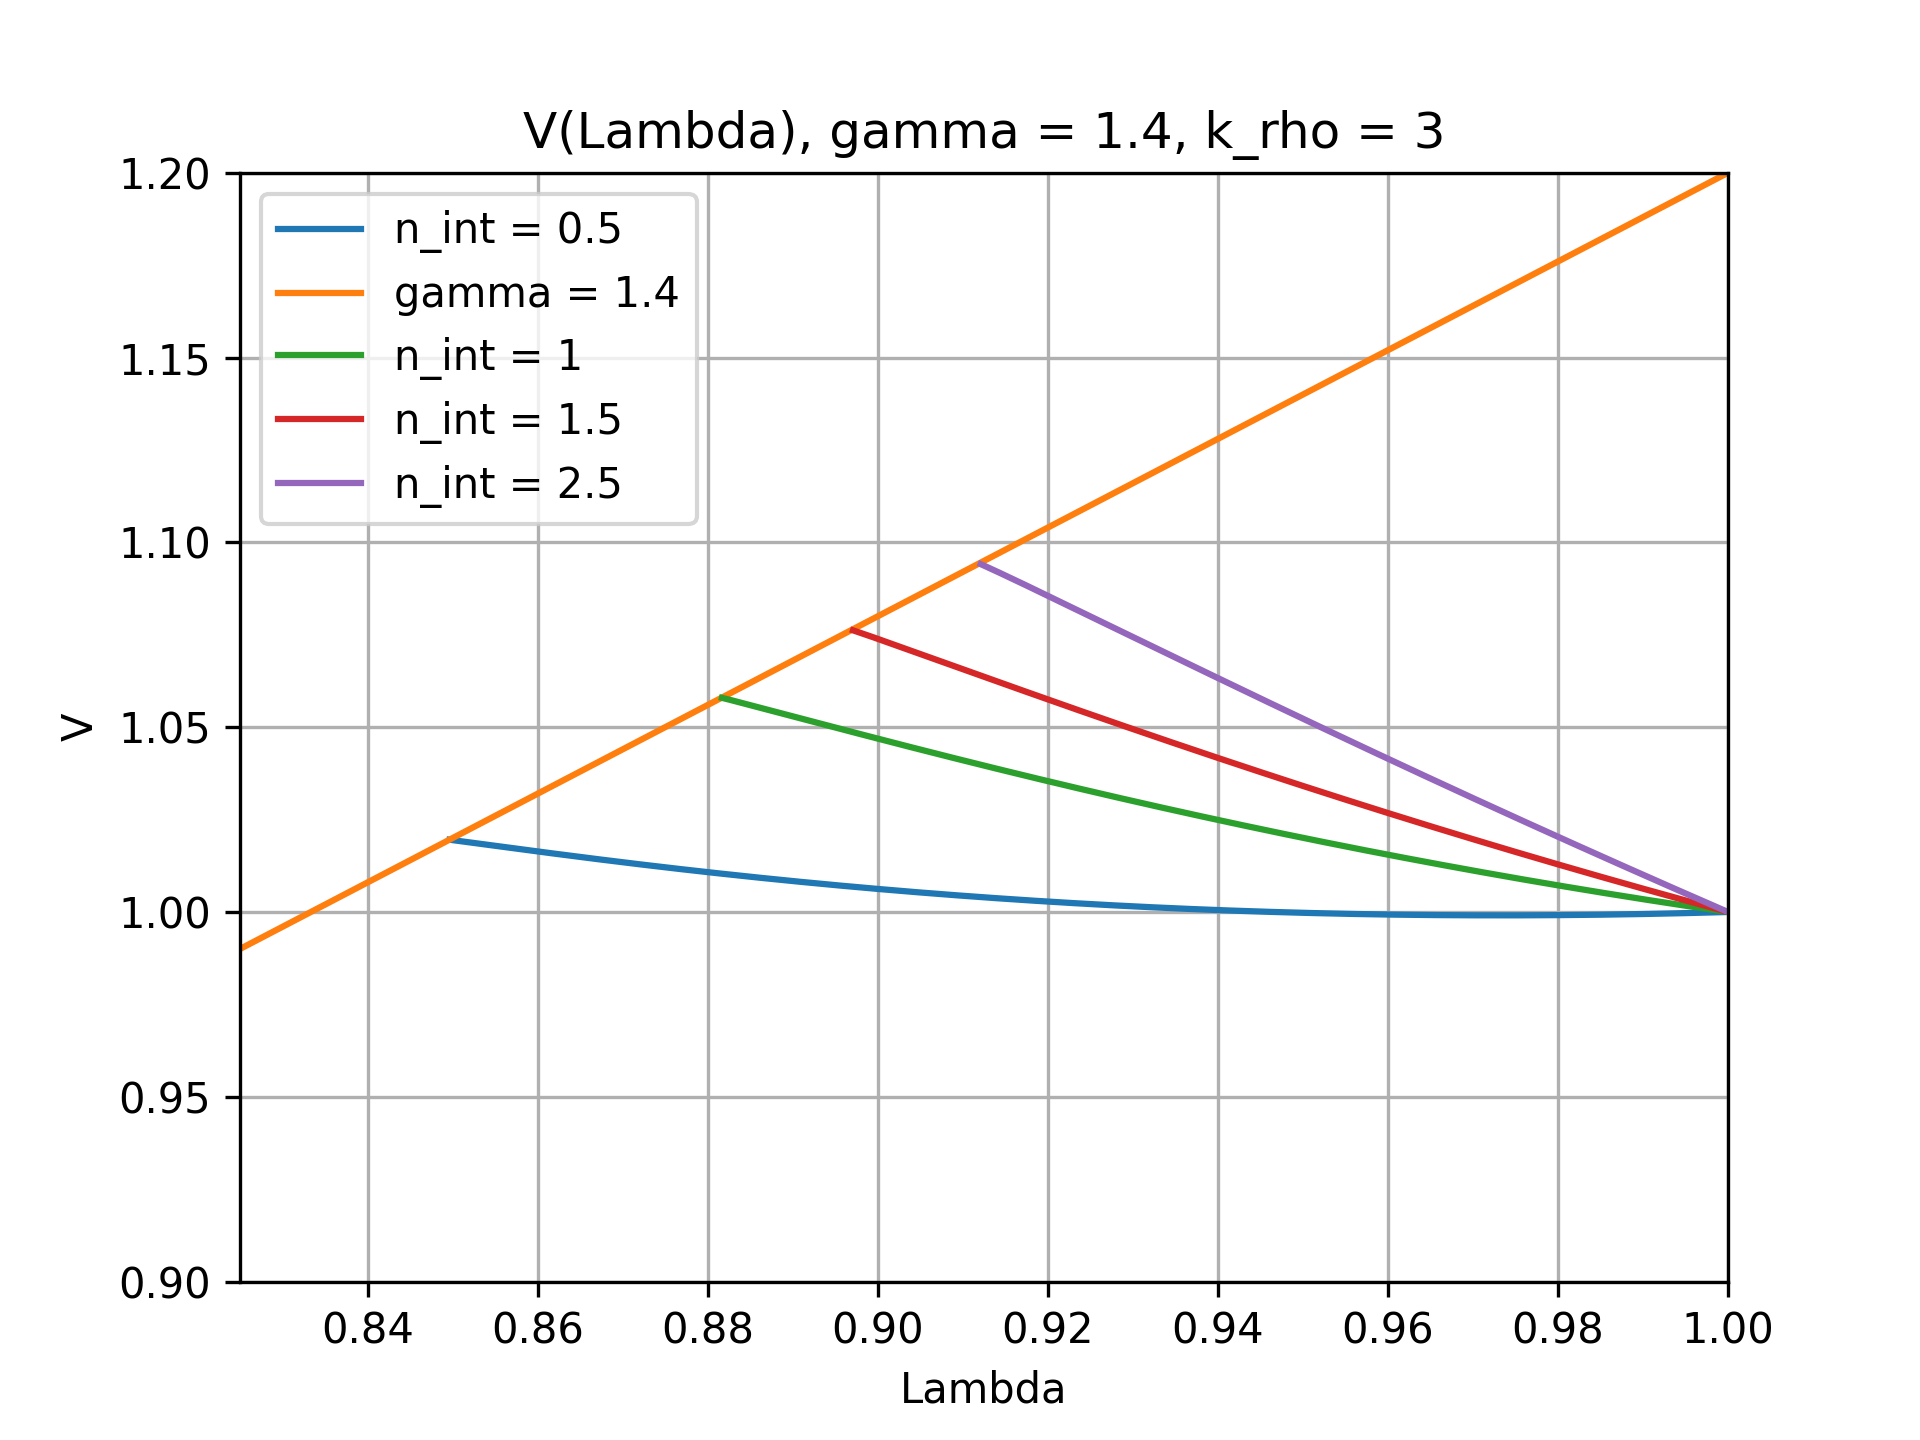 V(Lambda), gamma = 1.4, k_rho = 3
1.20
1.15
1.10
1.05
1.00
0.95
0.90
V
n_int = 0.5
gamma = 1.4
n_int = 1
n_int = 1.5
n_int = 2.5
0.84 0.86 0.88 0.90 0.92 0.94 0.96 0.98 1.00
Lambda